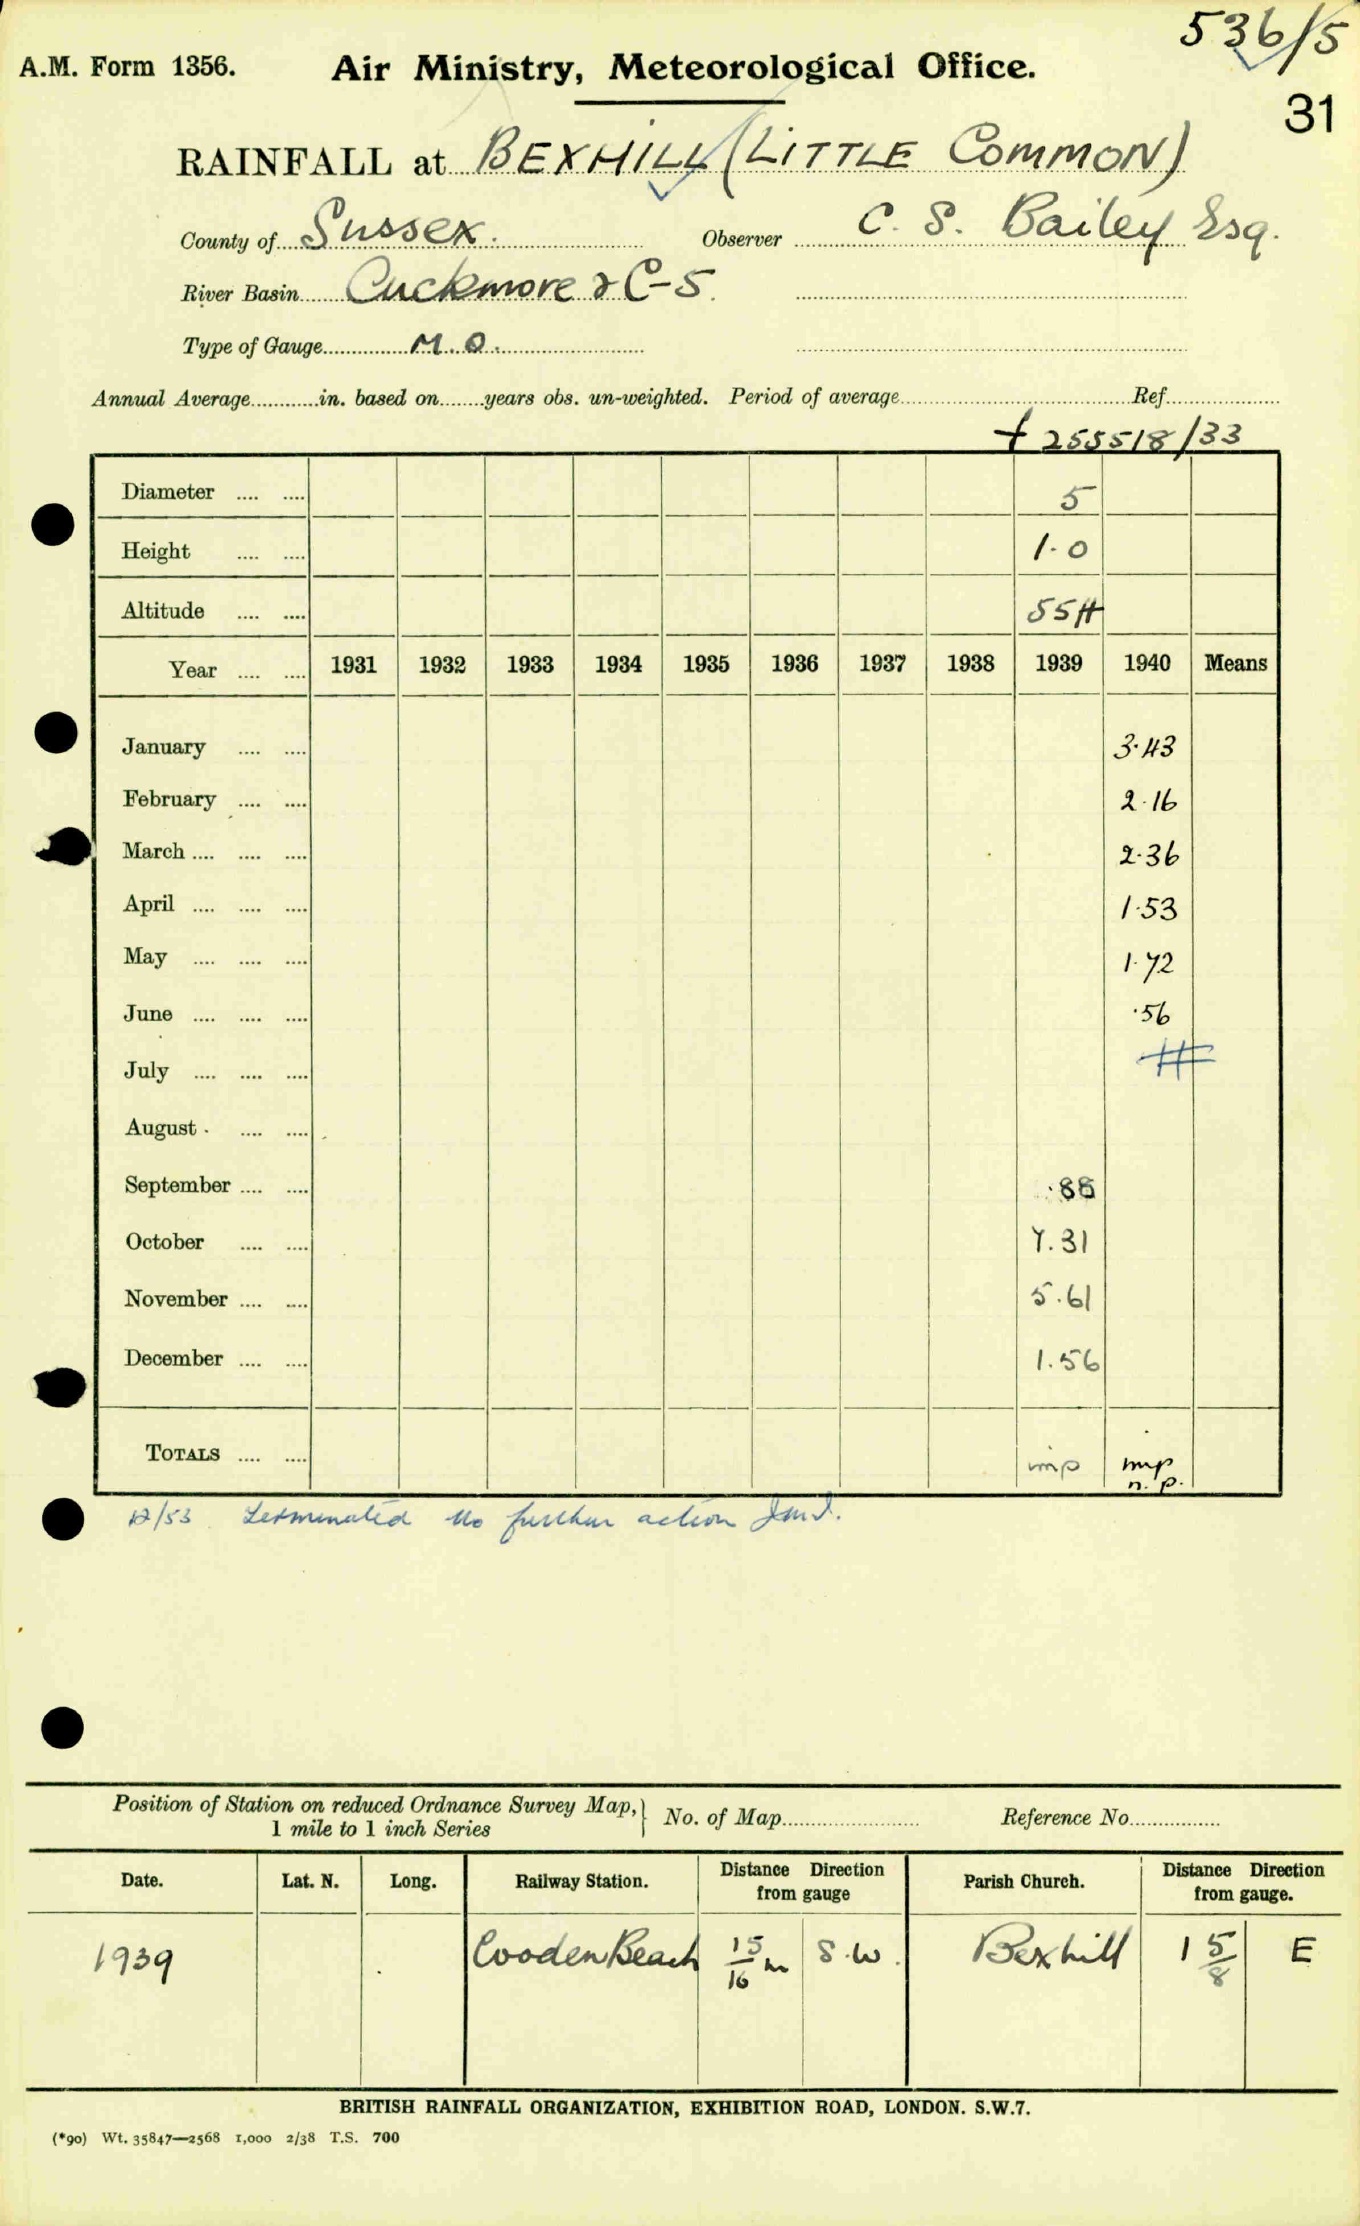 536/5
A.M. Form 1356. Air Ministry, Meteorological Office.
31
RAINFALL at BEXHILL (LITTLE COMMON)
County of Sussex. Observer C. S. Bailey Esq.
River Basin Cuckmore & C-5.
Type of Gauge M.O.
Annual Average............in. based on.......years obs. un-weighted. Period of average.................... Ref....................
255518/33
Diameter .... .... 5
Height .... .... 1.0
Altitude .... .... 55ft
Year .... .... 1931 1932 1933 1934 1935 1936 1937 1938 1939 1940 Means
January .... .... 3.43
February .... .... 2.16
March .... .... .... 2.36
April .... .... .... 1.53
May .... .... .... 1.72
June .... .... .... .56
July .... .... ....
August .... ....
September .... .... .88
October .... .... 7.31
November .... .... 5.61
December .... .... 1.56
TOTALS .... .... imp imp
n.p.
12/53 Terminated no further action
Position of Station on reduced Ordnance Survey Map, } No. of Map........................ Reference No................
1 mile to 1 inch Series
Date. Lat. N. Long. Railway Station. Distance Direction from gauge Parish Church. Distance Direction from gauge.
1939 Cooden Beach 15/16 m S.W. Bexhill 1 5/8 E
BRITISH RAINFALL ORGANIZATION, EXHIBITION ROAD, LONDON. S.W.7.
(*90) Wt. 35847—2568 1,000 2/38 T.S. 700